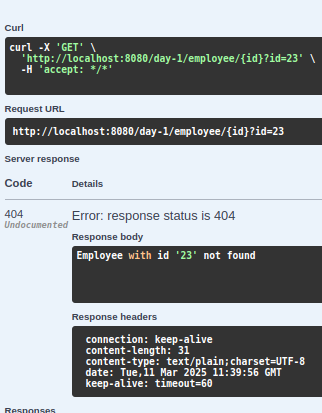 Curl
curl -X 'GET' \
'http://localhost:8080/day-1/employee/{id}?id=23' \
-H 'accept: */*'
Request URL
http://localhost:8080/day-1/employee/{id}?id=23
Server response
Code Details
404 Error: response status is 404
Undocumented
Response body
Employee with id '23' not found
Response headers
connection: keep-alive
content-length: 31
content-type: text/plain;charset=UTF-8
date: Tue,11 Mar 2025 11:39:56 GMT
keep-alive: timeout=60
Responses